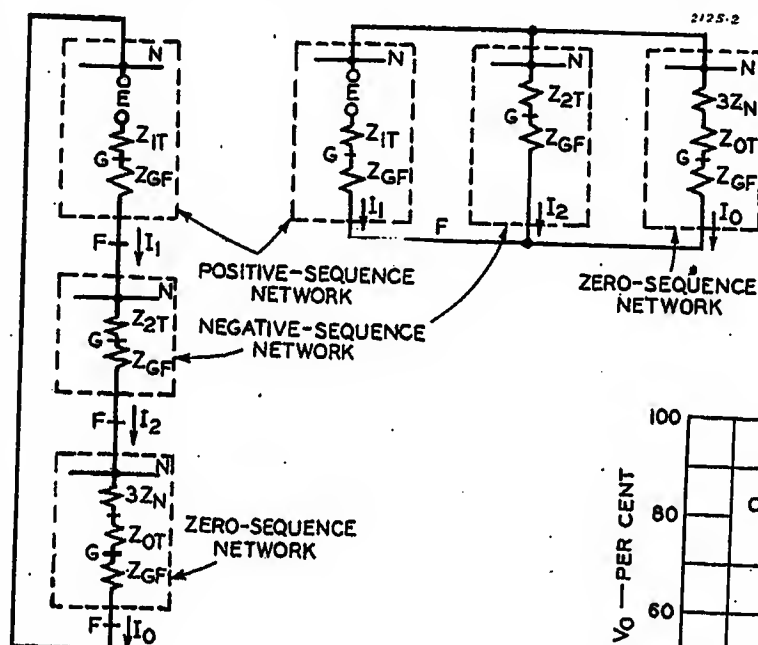 2125-2
N
E
Z1T
G
ZGF
F
I1
N
Z2T
G
ZGF
F
I2
N
3ZN
Z0T
G
ZGF
F
I0
N
E
Z1T
G
ZGF
I1
F
N
Z2T
G
ZGF
I2
N
3ZN
Z0T
G
ZGF
I0
POSITIVE-SEQUENCE
NETWORK
NEGATIVE-SEQUENCE
NETWORK
ZERO-SEQUENCE
NETWORK
ZERO-SEQUENCE
NETWORK
100
80
60
V0 — PER CENT